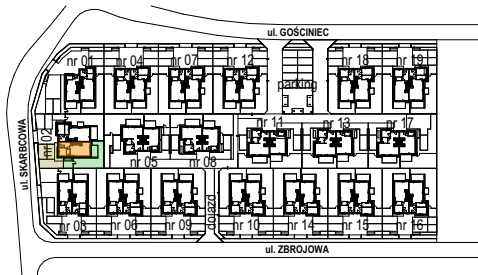 ul. GOŚCINIEC
nr 01
nr 04
nr 07
nr 12
nr 18
nr 19
parking
ul. SKARBCOWA
nr 02
nr 05
nr 08
nr 11
nr 13
nr 17
dojazd
nr 03
nr 06
nr 09
nr 10
nr 14
nr 15
nr 16
ul. ZBROJOWA